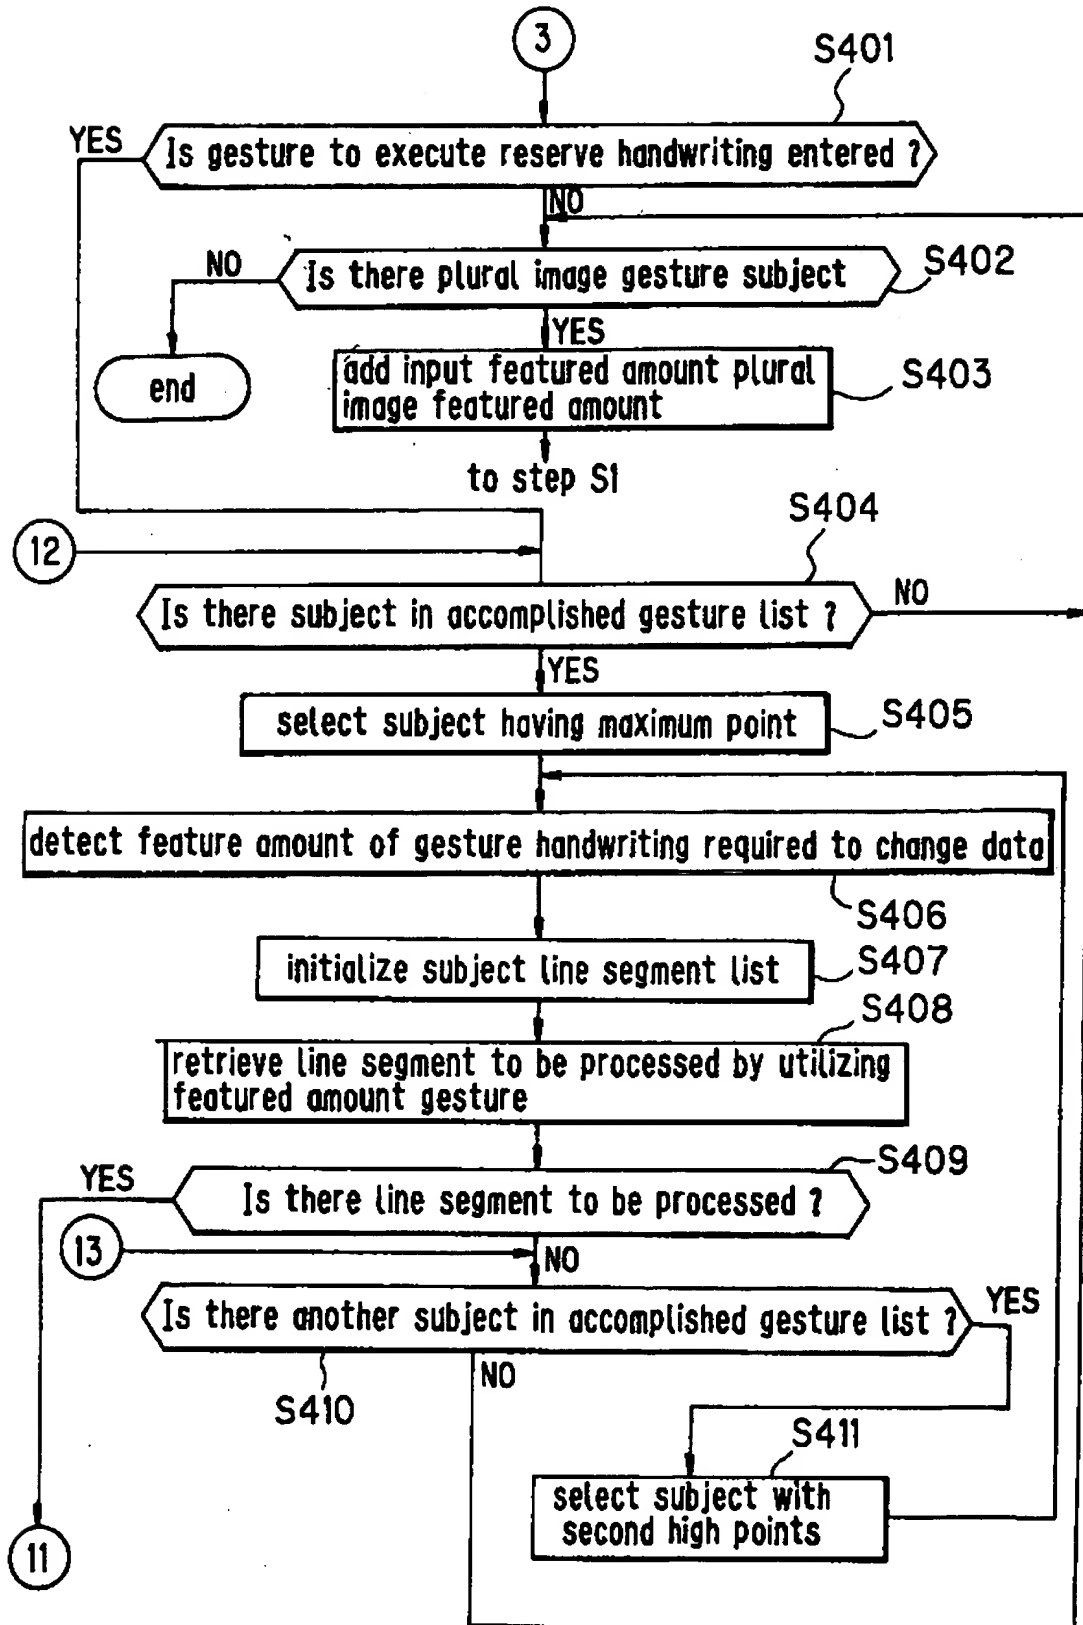 3
S401
YES
Is gesture to execute reserve handwriting entered ?
NO
NO
Is there plural image gesture subject
S402
YES
end
add input featured amount plural
image featured amount
S403
to step S1
S404
12
Is there subject in accomplished gesture list ?
NO
YES
select subject having maximum point
S405
detect feature amount of gesture handwriting required to change data
S406
initialize subject line segment list
S407
S408
retrieve line segment to be processed by utilizing
featured amount gesture
S409
YES
Is there line segment to be processed ?
13
NO
Is there another subject in accomplished gesture list ?
YES
NO
S410
S411
select subject with
second high points
11